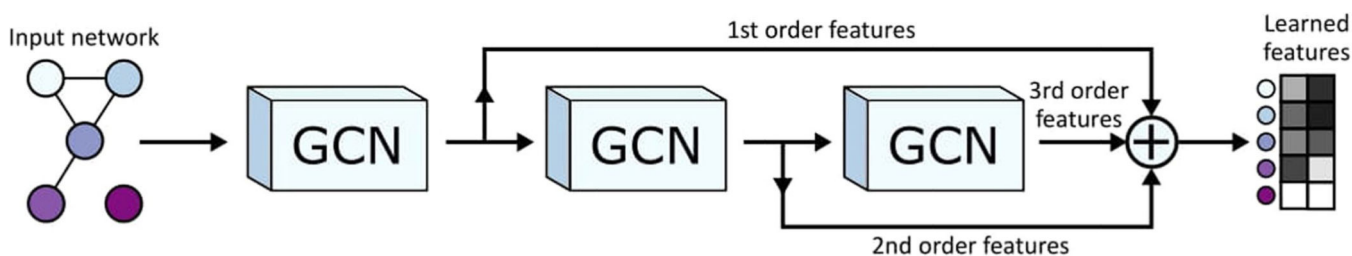 Input network
GCN
1st order features
GCN
2nd order features
GCN
3rd order
features
+
Learned
features